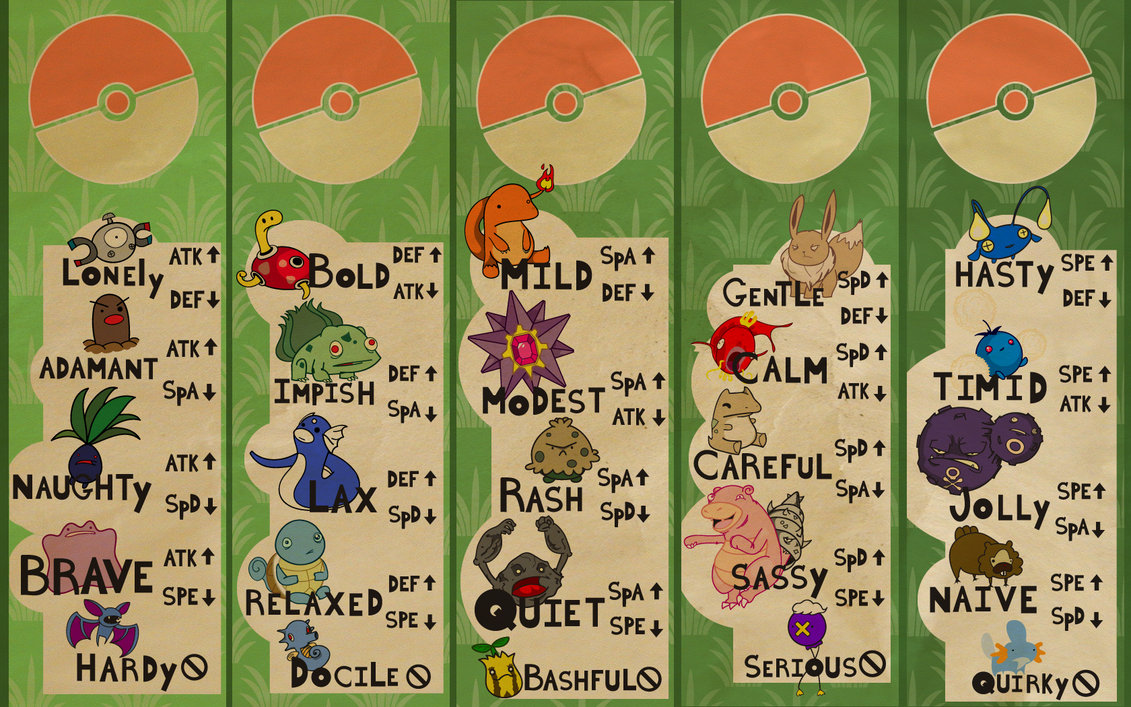 LONELY
ATK ↑
DEF ↓
ADAMANT
ATK ↑
SpA ↓
NAUGHTY
ATK ↑
SpD ↓
BRAVE
ATK ↑
SPE ↓
HARDY
BOLD
DEF ↑
ATK ↓
IMPISH
DEF ↑
SpA ↓
LAX
DEF ↑
SpD ↓
RELAXED
DEF ↑
SPE ↓
DOCILE
MILD
SpA ↑
DEF ↓
MODEST
SpA ↑
ATK ↓
RASH
SpA ↑
SpD ↓
QUIET
SpA ↑
SPE ↓
BASHFUL
GENTLE
SpD ↑
DEF ↓
CALM
SpD ↑
ATK ↓
CAREFUL
SpD ↑
SpA ↓
SASSY
SpD ↑
SPE ↓
SERIOUS
HASTY
SPE ↑
DEF ↓
TIMID
SPE ↑
ATK ↓
JOLLY
SPE ↑
SpA ↓
NAIVE
SPE ↑
SpD ↓
QUIRKY